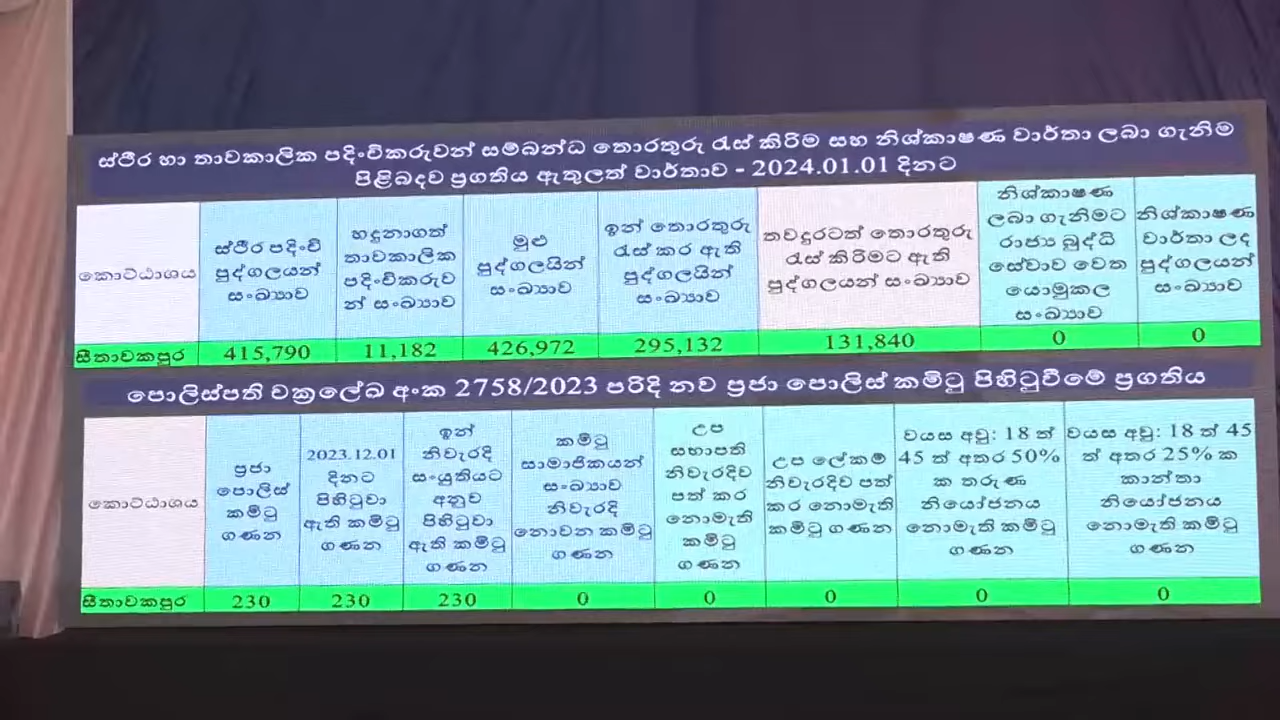 ස්ථිර හා තාවකාලික පදිංචිකරුවන් සම්බන්ධ තොරතුරු රැස් කිරිම සහ නිශ්කාෂණ වාර්තා ලබා ගැනිම
පිළිබදව ප්‍රගතිය ඇතුලත් වාර්තාව - 2024.01.01 දිනට
කොට්ඨාශය
ස්ථිර පදිංචි
පුද්ගලයන්
සංඛ්‍යාව
හදුනාගත්
තාවකාලික
පදිංචිකරුව
න් සංඛ්‍යාව
මුළු
පුද්ගලයින්
සංඛ්‍යාව
ඉන් තොරතුරු
රැස් කර ඇති
පුද්ගලයින්
සංඛ්‍යාව
තවදුරටත් තොරතුරු
රැස් කිරිමට ඇති
පුද්ගලයන් සංඛ්‍යාව
නිශ්කාෂණ
ලබා ගැනිමට
රාජ්‍ය බුද්ධි
සේවාව වෙත
යොමුකල
සංඛ්‍යාව
නිශ්කාෂණ
වාර්තා ලද
පුද්ගලයන්
සංඛ්‍යාව
සීතාවකපුර 415,790 11,182 426,972 295,132 131,840 0 0
පොලිස්පති චක්‍රලේඛ අංක 2758/2023 පරිදි නව ප්‍රජා පොලිස් කමිටු පිහිටුවීමේ ප්‍රගතිය
කොට්ඨාශය
ප්‍රජා
පොලිස්
කමිටු
ගණන
2023.12.01
දිනට
පිහිටුවා
ඇති කමිටු
ගණන
ඉන්
නිවැරදි
සංයුතියට
අනුව
පිහිටුවා
ඇති කමිටු
ගණන
කමිටු
සාමාජිකයන්
සංඛ්‍යාව
නිවැරදි
නොවන කමිටු
ගණන
උප
සභාපති
නිවැරදිව
පත් කර
නොමැති
කමිටු
ගණන
උප ලේකම්
නිවැරදිව පත්
කර නොමැති
කමිටු ගණන
වයස අවු: 18 ත්
45 ත් අතර 50%
ක තරුණ
නියෝජනය
නොමැති කමිටු
ගණන
වයස අවු: 18 ත් 45
ත් අතර 25% ක
කාන්තා
නියෝජනය
නොමැති කමිටු
ගණන
සීතාවකපුර 230 230 230 0 0 0 0 0